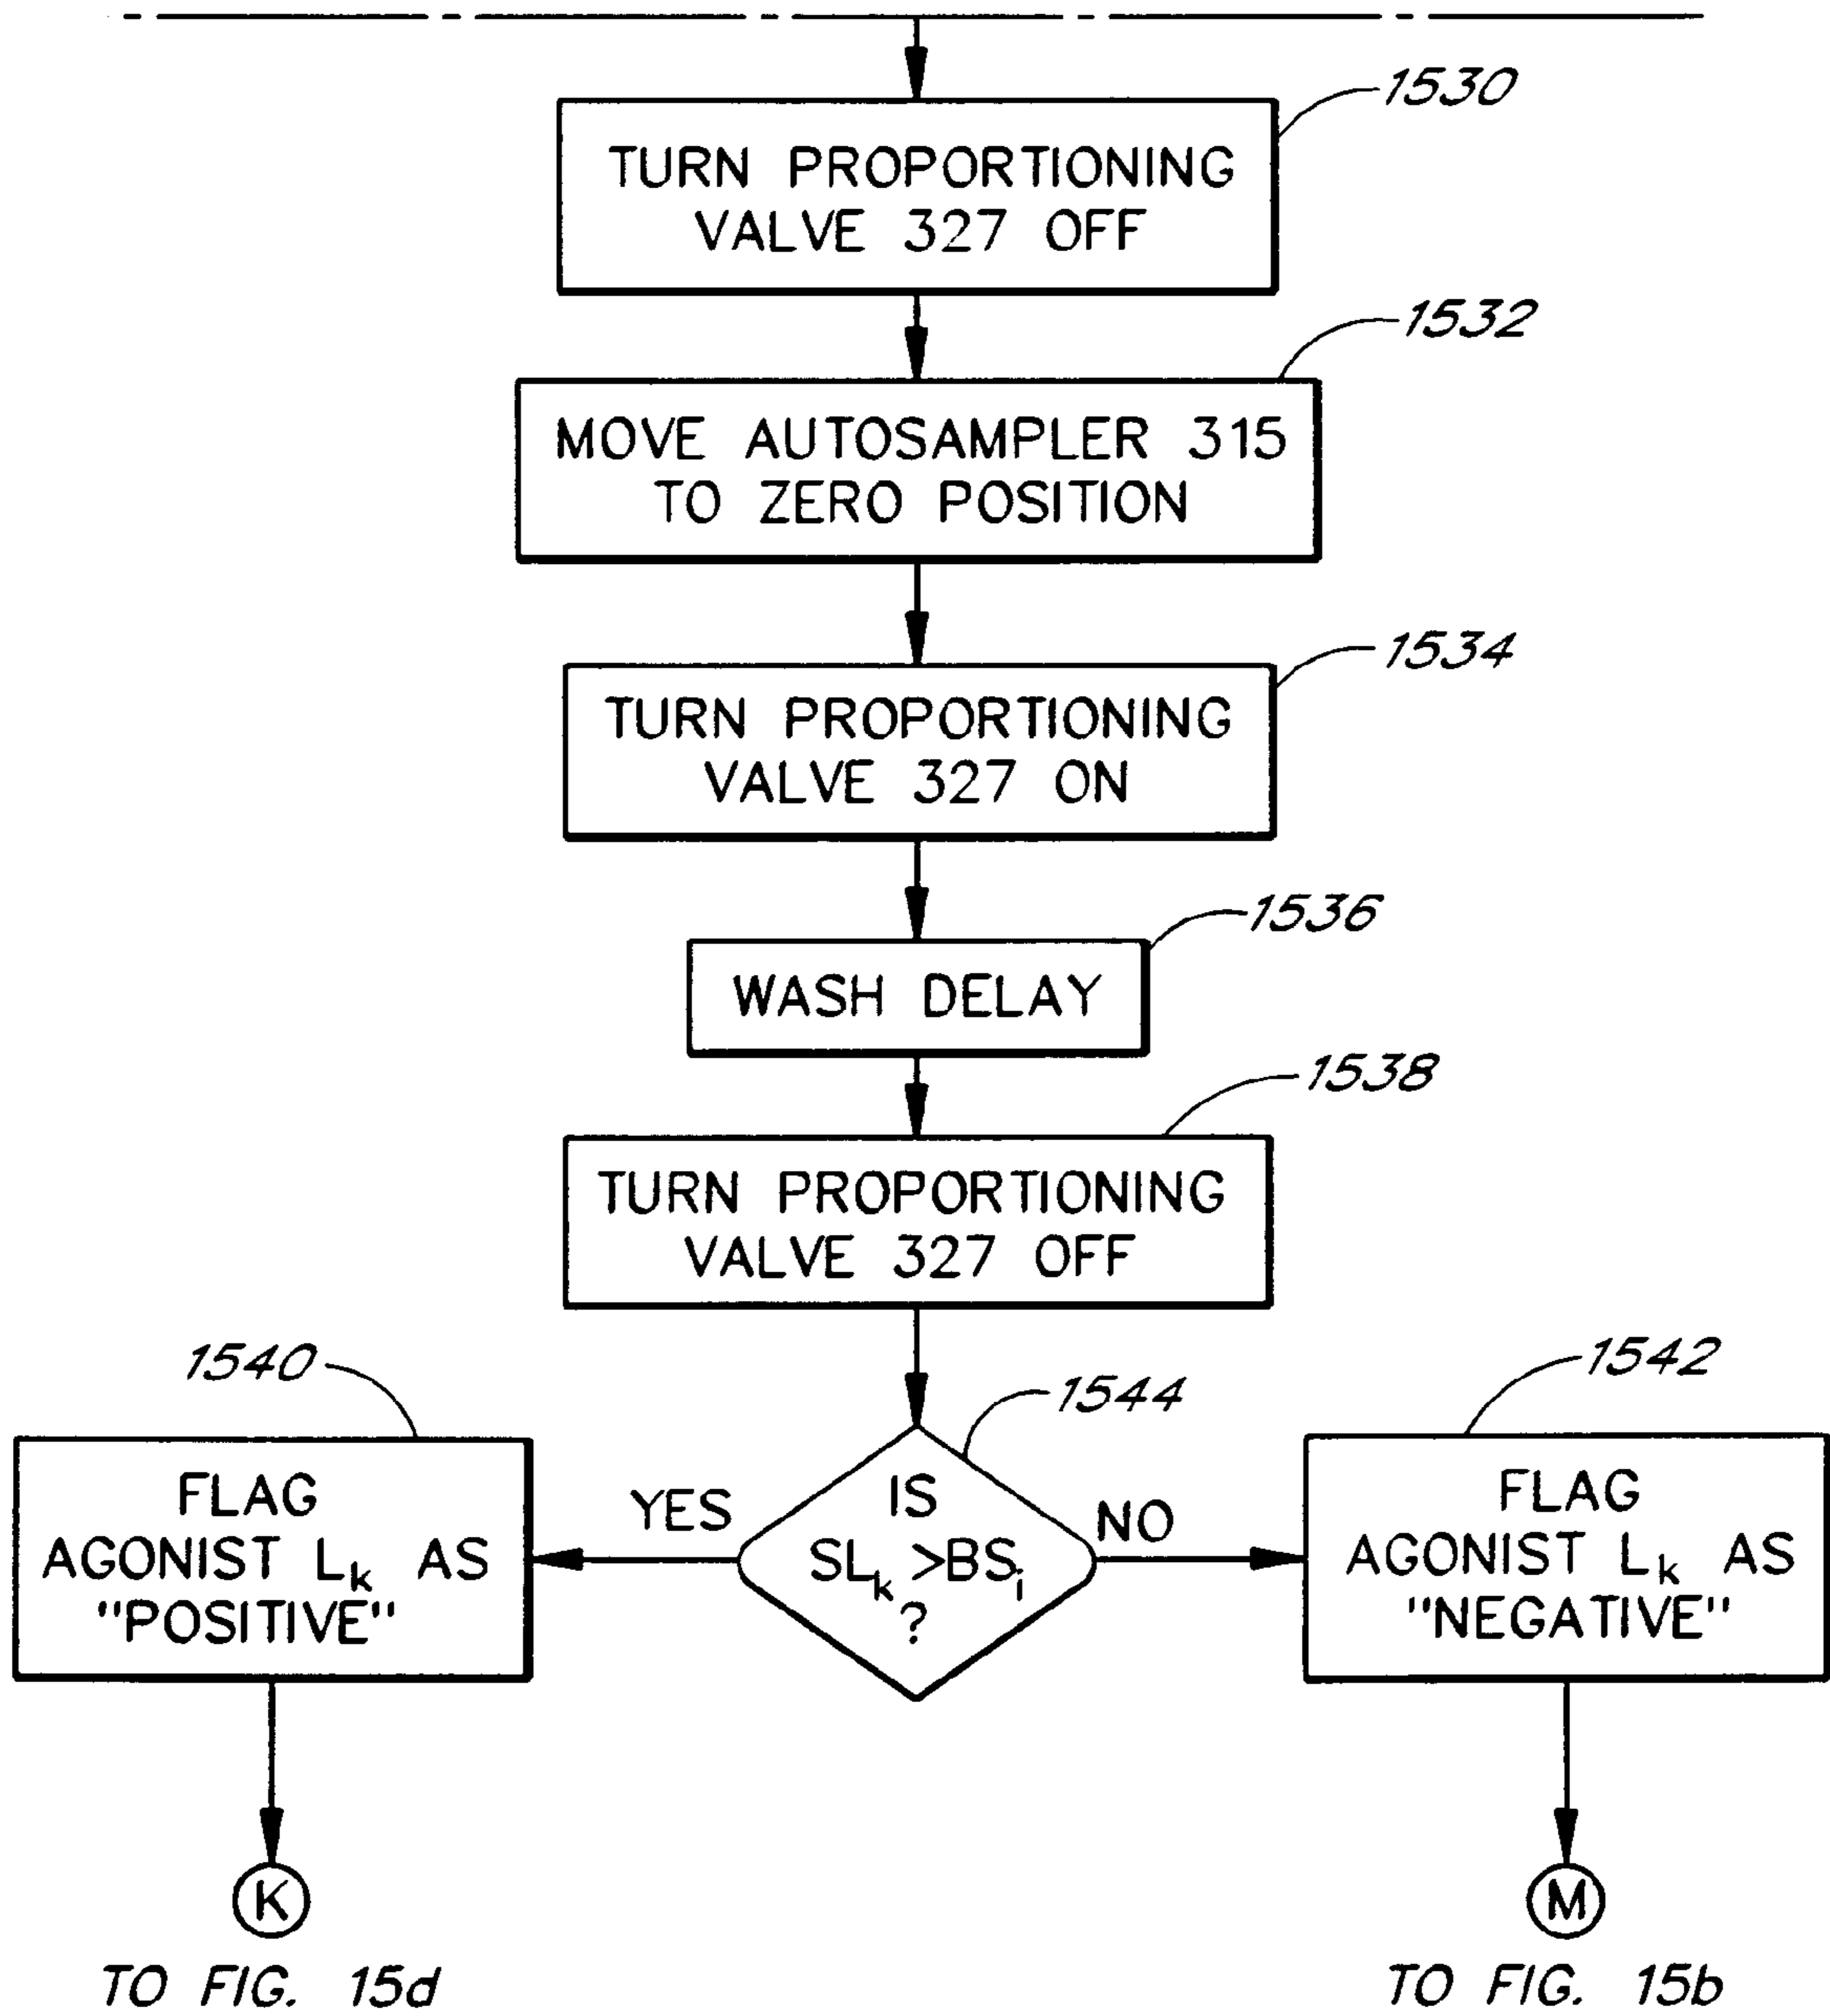 1530
TURN PROPORTIONING
VALVE 327 OFF
1532
MOVE AUTOSAMPLER 315
TO ZERO POSITION
1534
TURN PROPORTIONING
VALVE 327 ON
1536
WASH DELAY
1538
TURN PROPORTIONING
VALVE 327 OFF
1540
FLAG
AGONIST Lk AS
"POSITIVE"
YES
1544
IS
SLk >BSi
?
NO
1542
FLAG
AGONIST Lk AS
"NEGATIVE"
K
TO FIG. 15d
M
TO FIG. 15b